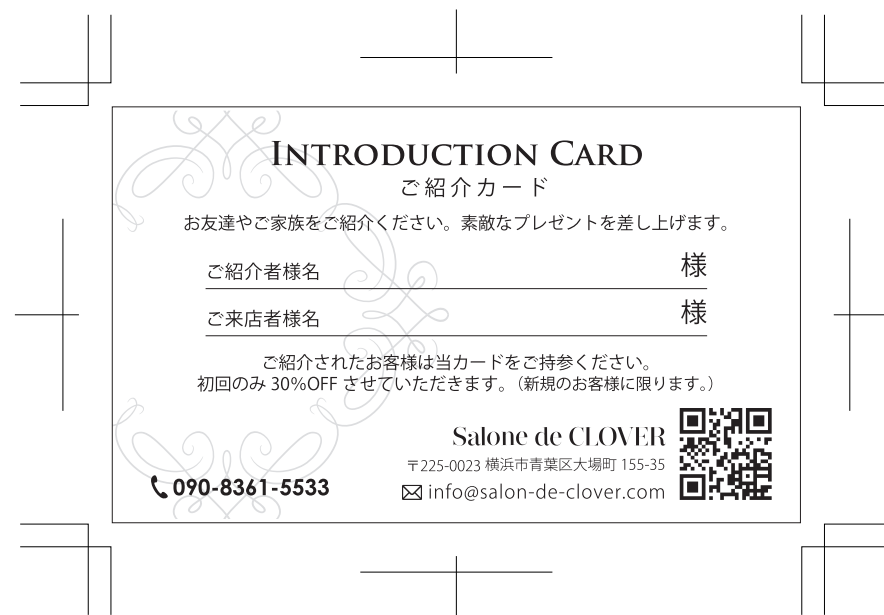 INTRODUCTION CARD
ご紹介カード
お友達やご家族をご紹介ください。素敵なプレゼントを差し上げます。
ご紹介者様名 様
ご来店者様名 様
ご紹介されたお客様は当カードをご持参ください。
初回のみ 30%OFF させていただきます。（新規のお客様に限ります。）
Salone de CLOVER
〒225-0023 横浜市青葉区大場町 155-35
090-8361-5533
info@salon-de-clover.com